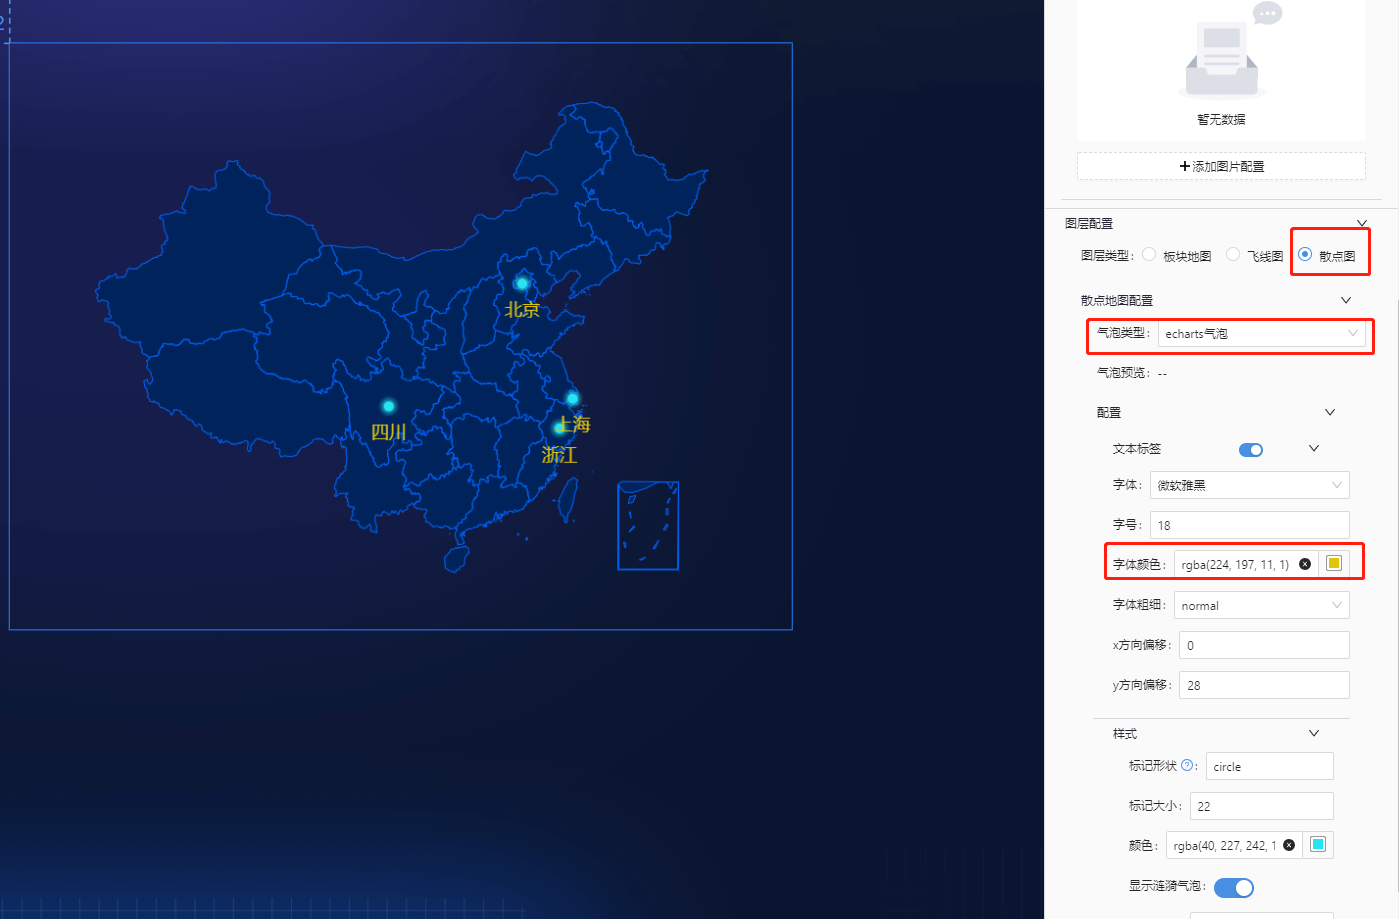 北京
四川
上海
浙江
暂无数据
+添加图片配置
图层配置
图层类型: 板块地图 飞线图 散点图
散点地图配置
气泡类型: echarts气泡
气泡预览: --
配置
文本标签
字体: 微软雅黑
字号: 18
字体颜色: rgba(224, 197, 11, 1)
字体粗细: normal
x方向偏移: 0
y方向偏移: 28
样式
标记形状 ?: circle
标记大小: 22
颜色: rgba(40, 227, 242, 1
显示涟漪气泡: